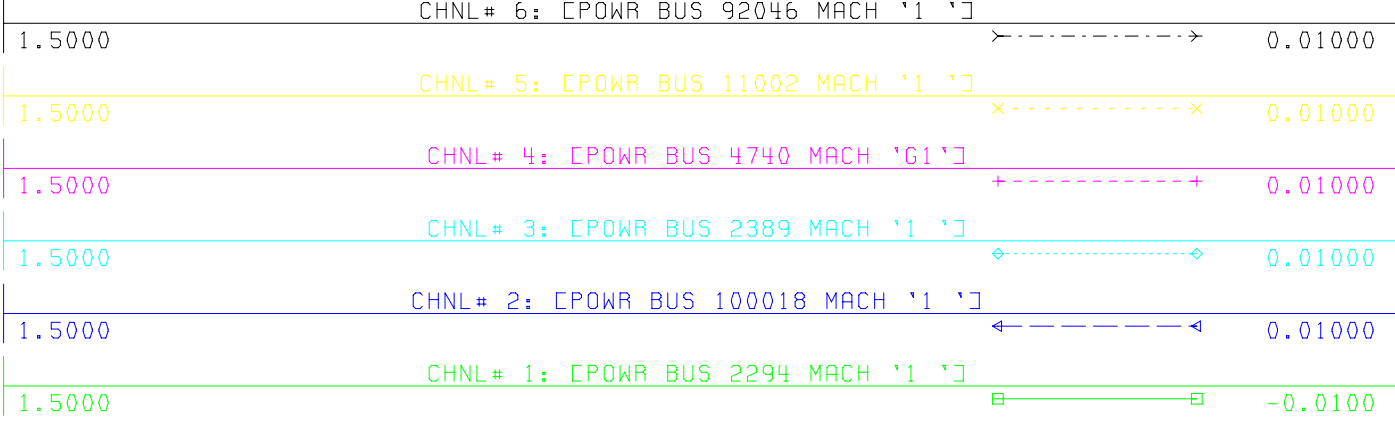 CHNL# 6: [POWR BUS 92046 MACH '1 ']
1.5000 0.01000
CHNL# 5: [POWR BUS 11002 MACH '1 ']
1.5000 0.01000
CHNL# 4: [POWR BUS 4740 MACH 'G1']
1.5000 0.01000
CHNL# 3: [POWR BUS 2389 MACH '1 ']
1.5000 0.01000
CHNL# 2: [POWR BUS 100018 MACH '1 ']
1.5000 0.01000
CHNL# 1: [POWR BUS 2294 MACH '1 ']
1.5000 -0.0100